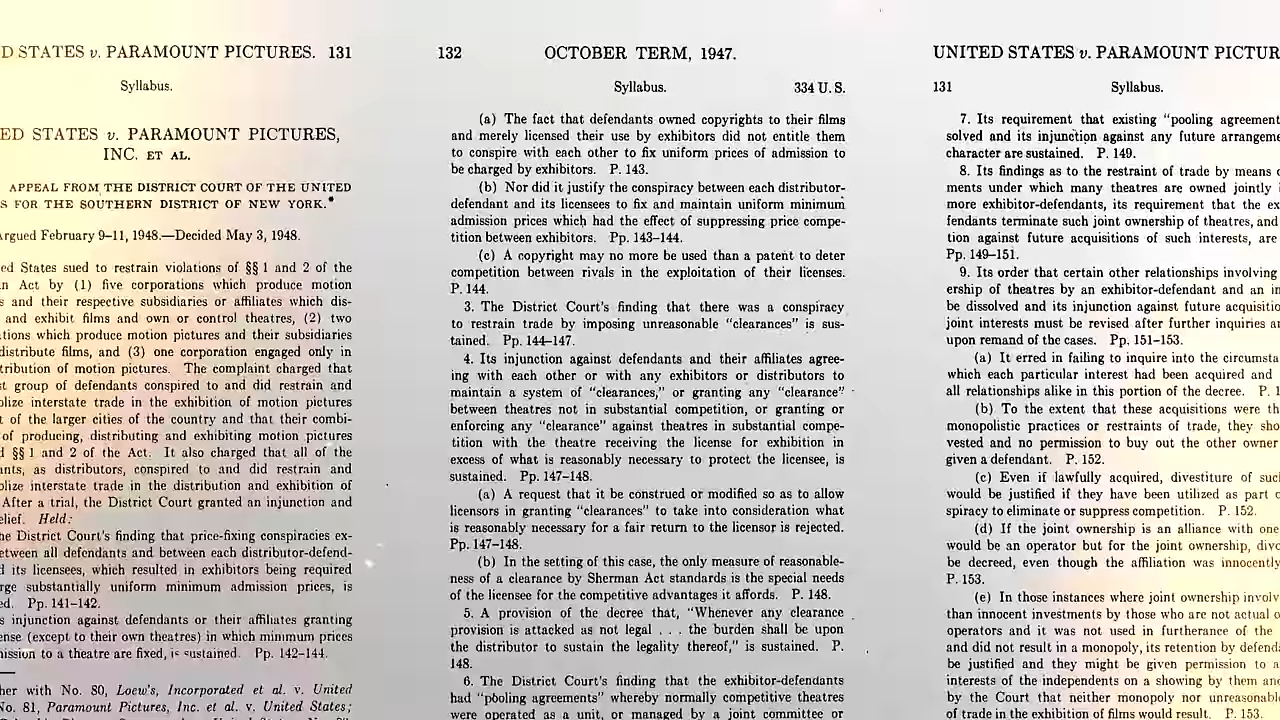 D STATES v. PARAMOUNT PICTURES. 131
Syllabus.
ED STATES v. PARAMOUNT PICTURES,
INC. ET AL.
APPEAL FROM THE DISTRICT COURT OF THE UNITED
S FOR THE SOUTHERN DISTRICT OF NEW YORK.*
rgued February 9–11, 1948.—Decided May 3, 1948.
ed States sued to restrain violations of §§ 1 and 2 of the
n Act by (1) five corporations which produce motion
s and their respective subsidiaries or affiliates which dis-
and exhibit films and own or control theatres, (2) two
tions which produce motion pictures and their subsidiaries
distribute films, and (3) one corporation engaged only in
tribution of motion pictures. The complaint charged that
st group of defendants conspired to and did restrain and
olize interstate trade in the exhibition of motion pictures
t of the larger cities of the country and that their combi-
of producing, distributing and exhibiting motion pictures
d §§ 1 and 2 of the Act. It also charged that all of the
ants, as distributors, conspired to and did restrain and
olize interstate trade in the distribution and exhibition of
After a trial, the District Court granted an injunction and
elief. Held:
he District Court's finding that price-fixing conspiracies ex-
etween all defendants and between each distributor-defend-
d its licensees, which resulted in exhibitors being required
rge substantially uniform minimum admission prices, is
ed. Pp. 141–142.
s injunction against defendants or their affiliates granting
ense (except to their own theatres) in which minimum prices
mission to a theatre are fixed, is sustained. Pp. 142–144.
her with No. 80, Loew's, Incorporated et al. v. United
No. 81, Paramount Pictures, Inc. et al. v. United States;
132 OCTOBER TERM, 1947.
Syllabus. 334 U. S.
(a) The fact that defendants owned copyrights to their films
and merely licensed their use by exhibitors did not entitle them
to conspire with each other to fix uniform prices of admission to
be charged by exhibitors. P. 143.
(b) Nor did it justify the conspiracy between each distributor-
defendant and its licensees to fix and maintain uniform minimum
admission prices which had the effect of suppressing price compe-
tition between exhibitors. Pp. 143–144.
(c) A copyright may no more be used than a patent to deter
competition between rivals in the exploitation of their licenses.
P. 144.
3. The District Court's finding that there was a conspiracy
to restrain trade by imposing unreasonable "clearances" is sus-
tained. Pp. 144–147.
4. Its injunction against defendants and their affiliates agree-
ing with each other or with any exhibitors or distributors to
maintain a system of "clearances," or granting any "clearance"
between theatres not in substantial competition, or granting or
enforcing any "clearance" against theatres in substantial compe-
tition with the theatre receiving the license for exhibition in
excess of what is reasonably necessary to protect the licensee, is
sustained. Pp. 147–148.
(a) A request that it be construed or modified so as to allow
licensors in granting "clearances" to take into consideration what
is reasonably necessary for a fair return to the licensor is rejected.
Pp. 147–148.
(b) In the setting of this case, the only measure of reasonable-
ness of a clearance by Sherman Act standards is the special needs
of the licensee for the competitive advantages it affords. P. 148.
5. A provision of the decree that, "Whenever any clearance
provision is attacked as not legal . . . the burden shall be upon
the distributor to sustain the legality thereof," is sustained. P.
148.
6. The District Court's finding that the exhibitor-defendants
had "pooling agreements" whereby normally competitive theatres
were operated as a unit, or managed by a joint committee or
UNITED STATES v. PARAMOUNT PICTUR
131 Syllabus.
7. Its requirement that existing "pooling agreement
solved and its injunction against any future arrangeme
character are sustained. P. 149.
8. Its findings as to the restraint of trade by means o
ments under which many theatres are owned jointly
more exhibitor-defendants, its requirement that the ex
fendants terminate such joint ownership of theatres, and
tion against future acquisitions of such interests, are
Pp. 149–151.
9. Its order that certain other relationships involving
ership of theatres by an exhibitor-defendant and an in
be dissolved and its injunction against future acquisitio
joint interests must be revised after further inquiries a
upon remand of the cases. Pp. 151–153.
(a) It erred in failing to inquire into the circumsta
which each particular interest had been acquired and
all relationships alike in this portion of the decree. P. 1
(b) To the extent that these acquisitions were th
monopolistic practices or restraints of trade, they sho
vested and no permission to buy out the other owner
given a defendant. P. 152.
(c) Even if lawfully acquired, divestiture of suc
would be justified if they have been utilized as part o
spiracy to eliminate or suppress competition. P. 152.
(d) If the joint ownership is an alliance with one
would be an operator but for the joint ownership, divo
be decreed, even though the affiliation was innocently
P. 153.
(e) In those instances where joint ownership involv
than innocent investments by those who are not actual o
operators and it was not used in furtherance of the
and did not result in a monopoly, its retention by defend
be justified and they might be given permission to a
interests of the independents on a showing by them and
by the Court that neither monopoly nor unreasonabl
of trade in the exhibition of films would result. P. 153.